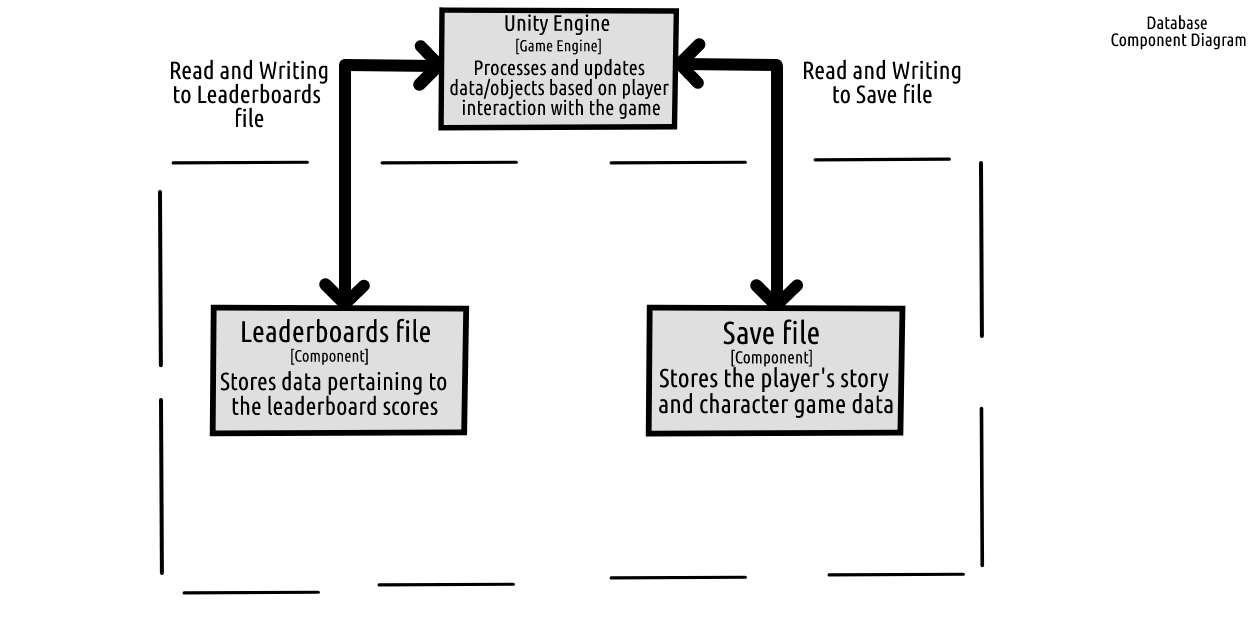 Unity Engine
[Game Engine]
Processes and updates
data/objects based on player
interaction with the game
Database
Component Diagram
Read and Writing
to Leaderboards
file
Read and Writing
to Save file
Leaderboards file
[Component]
Stores data pertaining to
the leaderboard scores
Save file
[Component]
Stores the player's story
and character game data